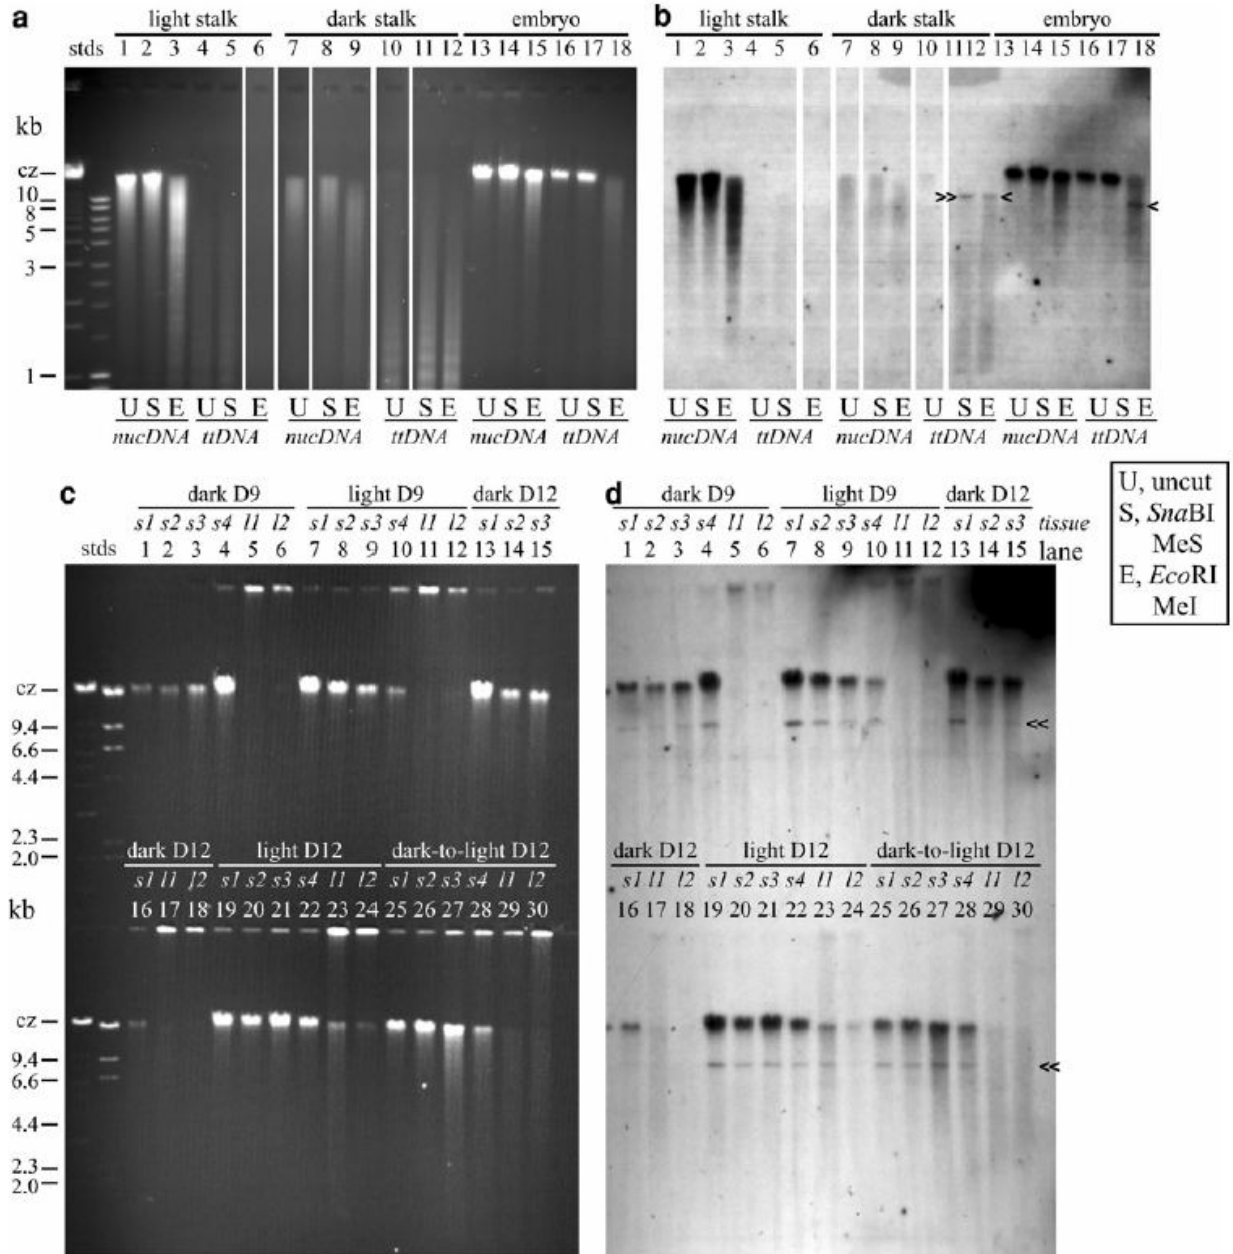 a
light stalk dark stalk embryo
stds 1 2 3 4 5 6 7 8 9 10 11 12 13 14 15 16 17 18
kb
cz
10
8
5
3
1
U S E U S E U S E U S E U S E U S E
nucDNA ttDNA nucDNA ttDNA nucDNA ttDNA
b
light stalk dark stalk embryo
1 2 3 4 5 6 7 8 9 10 11 12 13 14 15 16 17 18
>> < <
U S E U S E U S E U S E U S E U S E
nucDNA ttDNA nucDNA ttDNA nucDNA ttDNA
U, uncut
S, SnaBI
MeS
E, EcoRI
MeI
c
dark D9 light D9 dark D12
s1 s2 s3 s4 l1 l2 s1 s2 s3 s4 l1 l2 s1 s2 s3
stds 1 2 3 4 5 6 7 8 9 10 11 12 13 14 15
cz
9.4
6.6
4.4
2.3
2.0
dark D12 light D12 dark-to-light D12
s1 l1 l2 s1 s2 s3 s4 l1 l2 s1 s2 s3 s4 l1 l2
kb 16 17 18 19 20 21 22 23 24 25 26 27 28 29 30
cz
9.4
6.6
4.4
2.3
2.0
d
dark D9 light D9 dark D12
s1 s2 s3 s4 l1 l2 s1 s2 s3 s4 l1 l2 s1 s2 s3 tissue
1 2 3 4 5 6 7 8 9 10 11 12 13 14 15 lane
<<
dark D12 light D12 dark-to-light D12
s1 l1 l2 s1 s2 s3 s4 l1 l2 s1 s2 s3 s4 l1 l2
16 17 18 19 20 21 22 23 24 25 26 27 28 29 30
<<